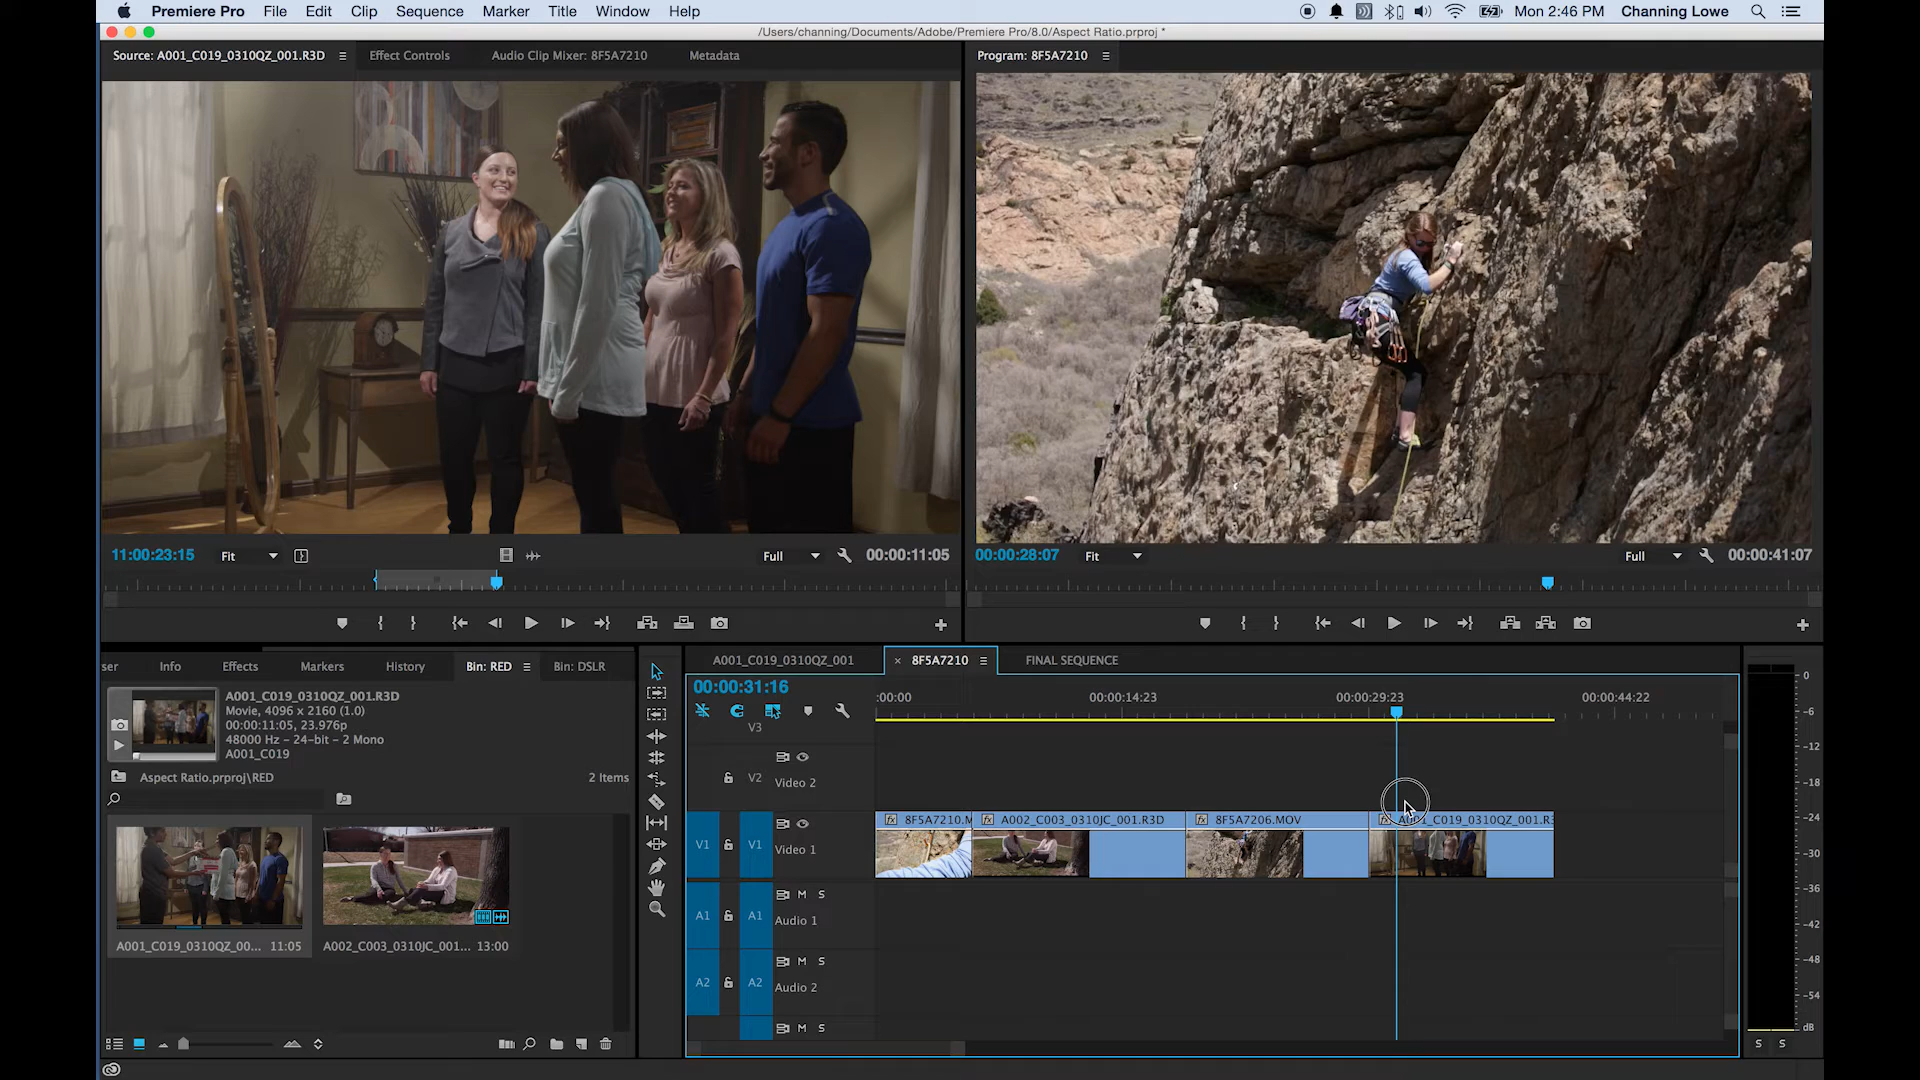 Premiere Pro File Edit Clip Sequence Marker Title Window Help Mon 2:46 PM Channing Lowe
/Users/channing/Documents/Adobe/Premiere Pro/8.0/Aspect Ratio.prproj *
Source: A001_C019_0310QZ_001.R3D Effect Controls Audio Clip Mixer: 8F5A7210 Metadata
Program: 8F5A7210
11:00:23:15 Fit Full 00:00:11:05
00:00:28:07 Fit Full 00:00:41:07
ser Info Effects Markers History Bin: RED Bin: DSLR
A001_C019_0310QZ_001.R3D
Movie, 4096 x 2160 (1.0)
00:00:11:05, 23.976p
48000 Hz - 24-bit - 2 Mono
A001_C019
Aspect Ratio.prproj\RED 2 Items
A001_C019_0310QZ_00... 11:05
A002_C003_0310JC_001... 13:00
A001_C019_0310QZ_001 × 8F5A7210 FINAL SEQUENCE
00:00:31:16
:00:00 00:00:14:23 00:00:29:23 00:00:44:22
V3
V2 Video 2
fx 8F5A7210.M fx A002_C003_0310JC_001.R3D fx 8F5A7206.MOV fx A001_C019_0310QZ_001.R3
V1 V1 Video 1
M S
A1 A1 Audio 1
M S
A2 A2 Audio 2
M S
0
-6
-12
-18
-24
-30
-36
-42
-48
-54
dB
S S